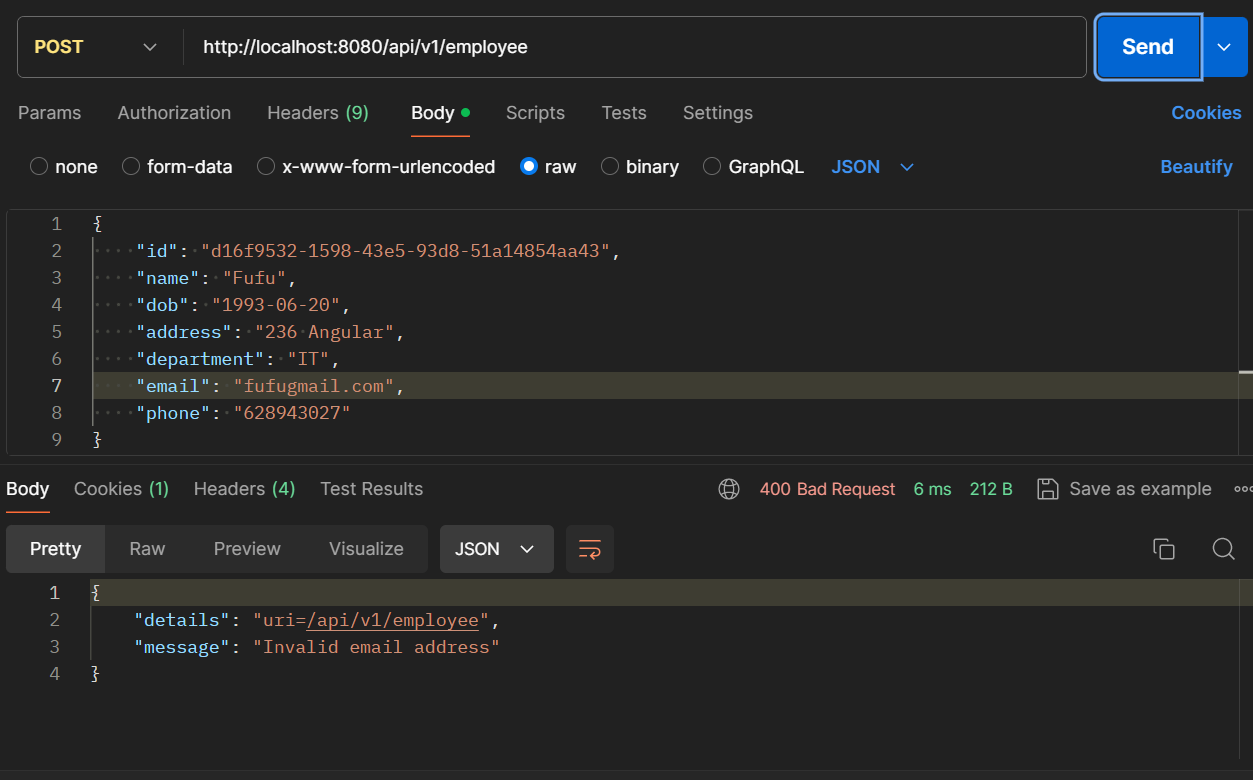 POST http://localhost:8080/api/v1/employee Send
Params Authorization Headers (9) Body Scripts Tests Settings Cookies
none form-data x-www-form-urlencoded raw binary GraphQL JSON Beautify
1 {
2 "id": "d16f9532-1598-43e5-93d8-51a14854aa43",
3 "name": "Fufu",
4 "dob": "1993-06-20",
5 "address": "236 Angular",
6 "department": "IT",
7 "email": "fufugmail.com",
8 "phone": "628943027"
9 }
Body Cookies (1) Headers (4) Test Results 400 Bad Request 6 ms 212 B Save as example
Pretty Raw Preview Visualize JSON
1 {
2 "details": "uri=/api/v1/employee",
3 "message": "Invalid email address"
4 }